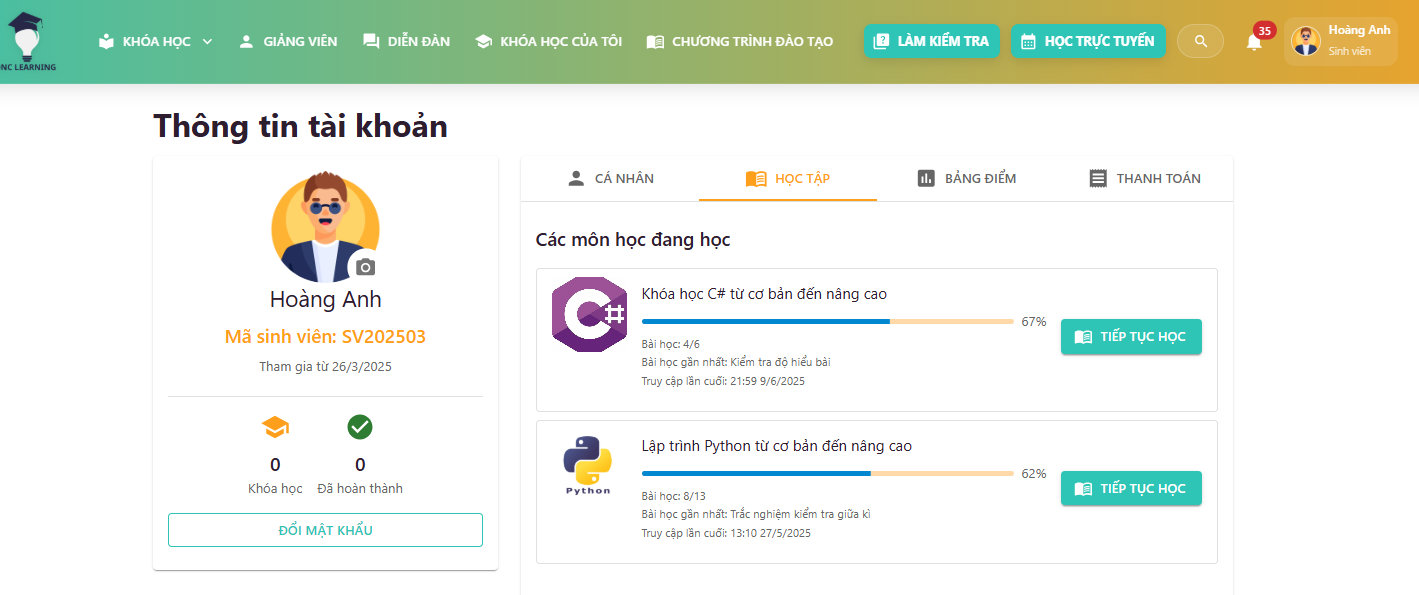 NC LEARNING
KHÓA HỌC
GIẢNG VIÊN
DIỄN ĐÀN
KHÓA HỌC CỦA TÔI
CHƯƠNG TRÌNH ĐÀO TẠO
LÀM KIỂM TRA
HỌC TRỰC TUYẾN
35
Hoàng Anh
Sinh viên
Thông tin tài khoản
Hoàng Anh
Mã sinh viên: SV202503
Tham gia từ 26/3/2025
0
Khóa học
0
Đã hoàn thành
ĐỔI MẬT KHẨU
CÁ NHÂN
HỌC TẬP
BẢNG ĐIỂM
THANH TOÁN
Các môn học đang học
C#
Khóa học C# từ cơ bản đến nâng cao
67%
Bài học: 4/6
Bài học gần nhất: Kiểm tra độ hiểu bài
Truy cập lần cuối: 21:59 9/6/2025
TIẾP TỤC HỌC
Python
Lập trình Python từ cơ bản đến nâng cao
62%
Bài học: 8/13
Bài học gần nhất: Trắc nghiệm kiểm tra giữa kì
Truy cập lần cuối: 13:10 27/5/2025
TIẾP TỤC HỌC